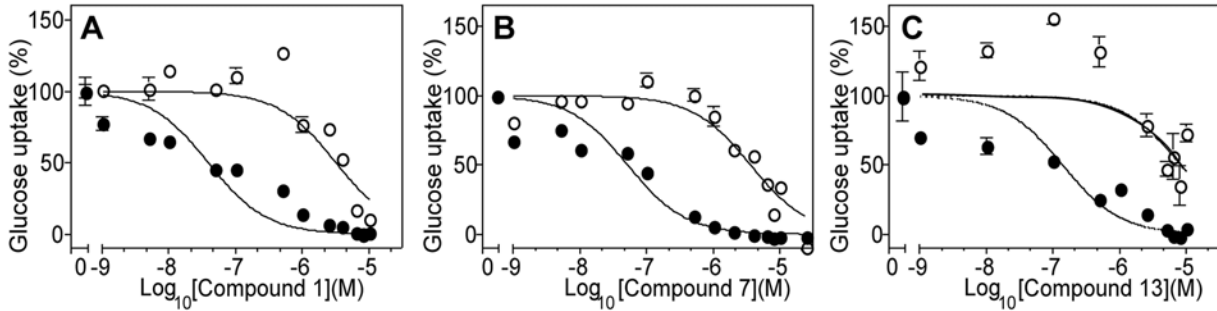 A
B
C
Glucose uptake (%)
150
100
50
0
0 -9 -8 -7 -6 -5
Log10[Compound 1](M)
Glucose uptake (%)
150
100
50
0
0 -9 -8 -7 -6 -5
Log10[Compound 7](M)
Glucose uptake (%)
150
100
50
0
0 -9 -8 -7 -6 -5
Log10[Compound 13](M)